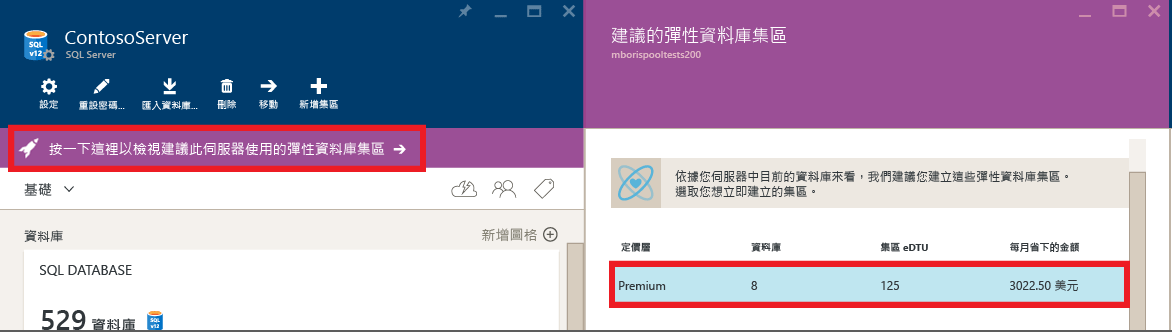 ContosoServer
SQL Server
SQL v12
設定
重設密碼...
匯入資料庫...
刪除
移動
新增集區
按一下這裡以檢視建議此伺服器使用的彈性資料庫集區
基礎
資料庫
新增圖格
SQL DATABASE
529 資料庫
SQL v12
建議的彈性資料庫集區
mborispooltests200
依據您伺服器中目前的資料庫來看，我們建議您建立這些彈性資料庫集區。
選取您想立即建立的集區。
定價層 資料庫 集區 eDTU 每月省下的金額
Premium 8 125 3022.50 美元